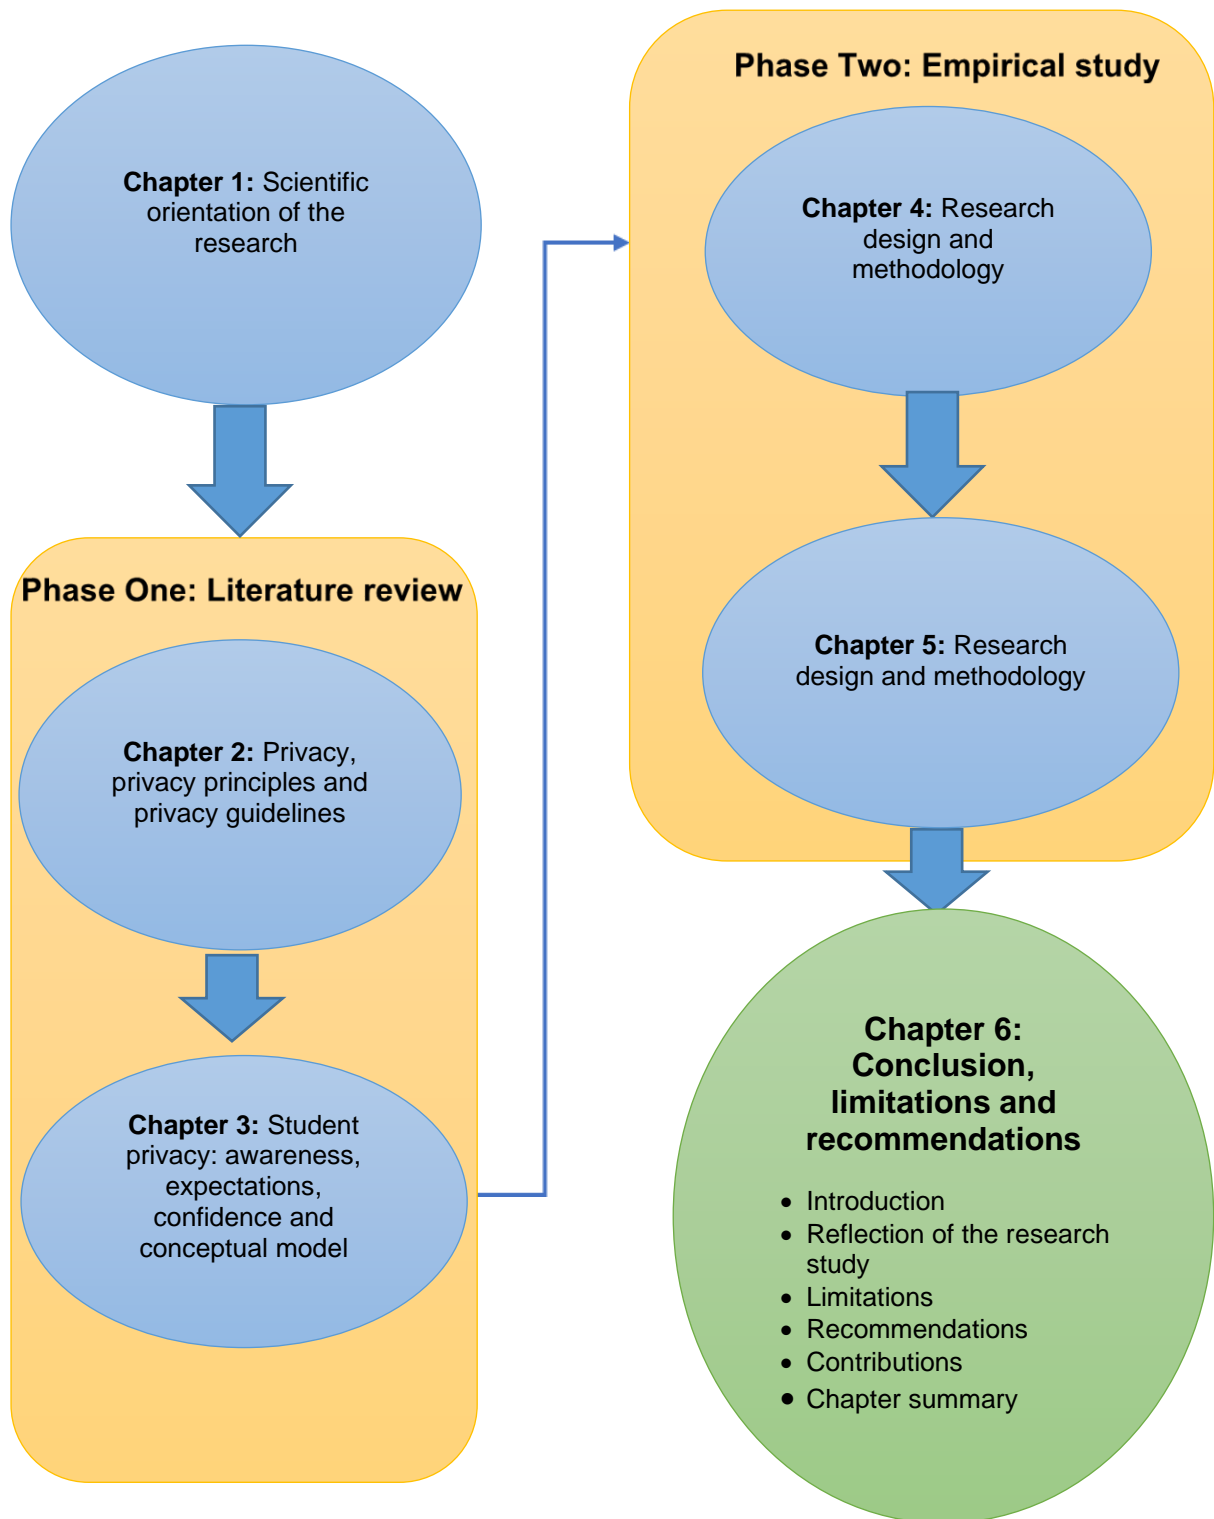 Chapter 1: Scientific
orientation of the
research
Phase One: Literature review
Chapter 2: Privacy,
privacy principles and
privacy guidelines
Chapter 3: Student
privacy: awareness,
expectations,
confidence and
conceptual model
Phase Two: Empirical study
Chapter 4: Research
design and
methodology
Chapter 5: Research
design and methodology
Chapter 6:
Conclusion,
limitations and
recommendations
• Introduction
• Reflection of the research
study
• Limitations
• Recommendations
• Contributions
• Chapter summary